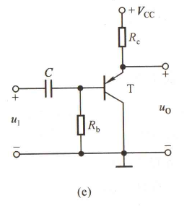 +V_CC
R_c
C
+
T
+
u_I
R_b
u_O
−
−
(e)